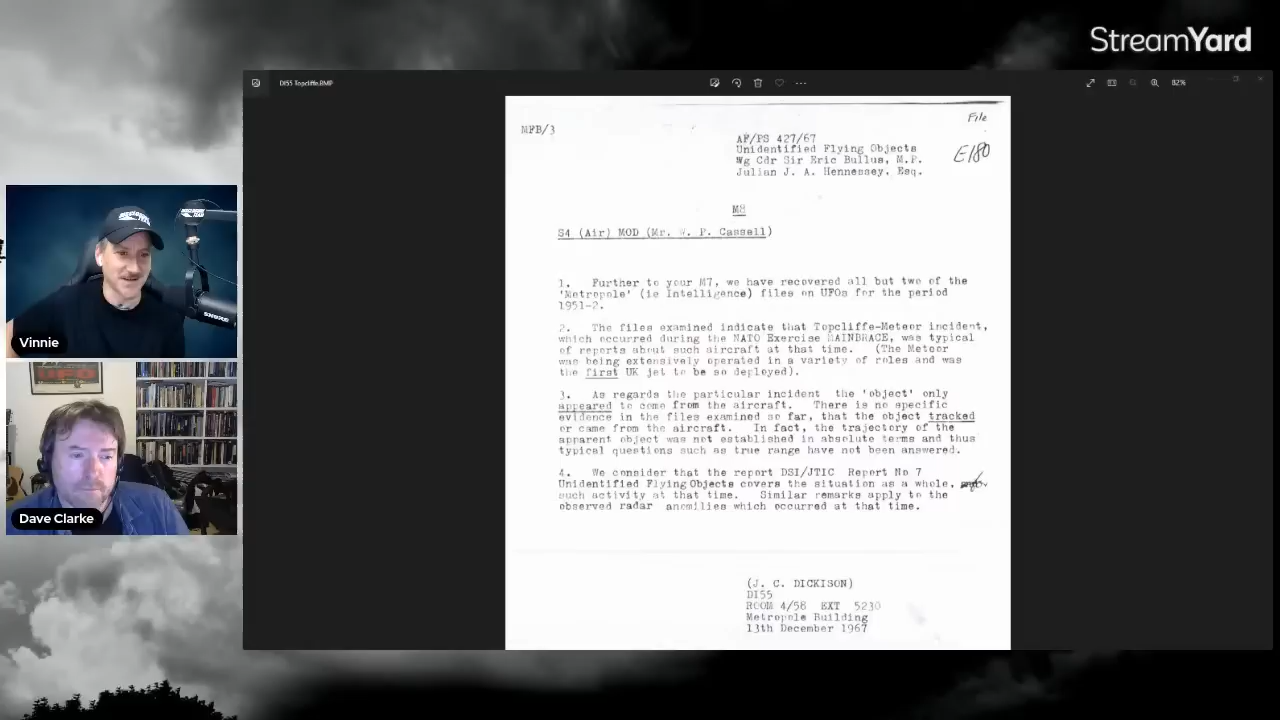 StreamYard
DI55 Topcliffe.BMP
82%
MFB/3
File
AF/PS 427/67
Unidentified Flying Objects
Wg Cdr Sir Eric Bullus, M.P.
Julian J. A. Hennessey, Esq.
E180
M8
S4 (Air) MOD (Mr. W. P. Cassell)
1. Further to your M7, we have recovered all but two of the
'Metropole' (ie Intelligence) files on UFOs for the period
1951-2.
2. The files examined indicate that Topcliffe-Meteor incident,
which occurred during the NATO Exercise MAINBRACE, was typical
of reports about such aircraft at that time. (The Meteor
was being extensively operated in a variety of roles and was
the first UK jet to be so deployed).
3. As regards the particular incident the 'object' only
appeared to come from the aircraft. There is no specific
evidence in the files examined so far, that the object tracked
or came from the aircraft. In fact, the trajectory of the
apparent object was not established in absolute terms and thus
typical questions such as true range have not been answered.
4. We consider that the report DSI/JTIC Report No 7
Unidentified Flying Objects covers the situation as a whole,
such activity at that time. Similar remarks apply to the
observed radar anomilies which occurred at that time.
(J. C. DICKISON)
DI55
ROOM 4/58 EXT 5230
Metropole Building
13th December 1967
Vinnie
UFO
Dave Clarke